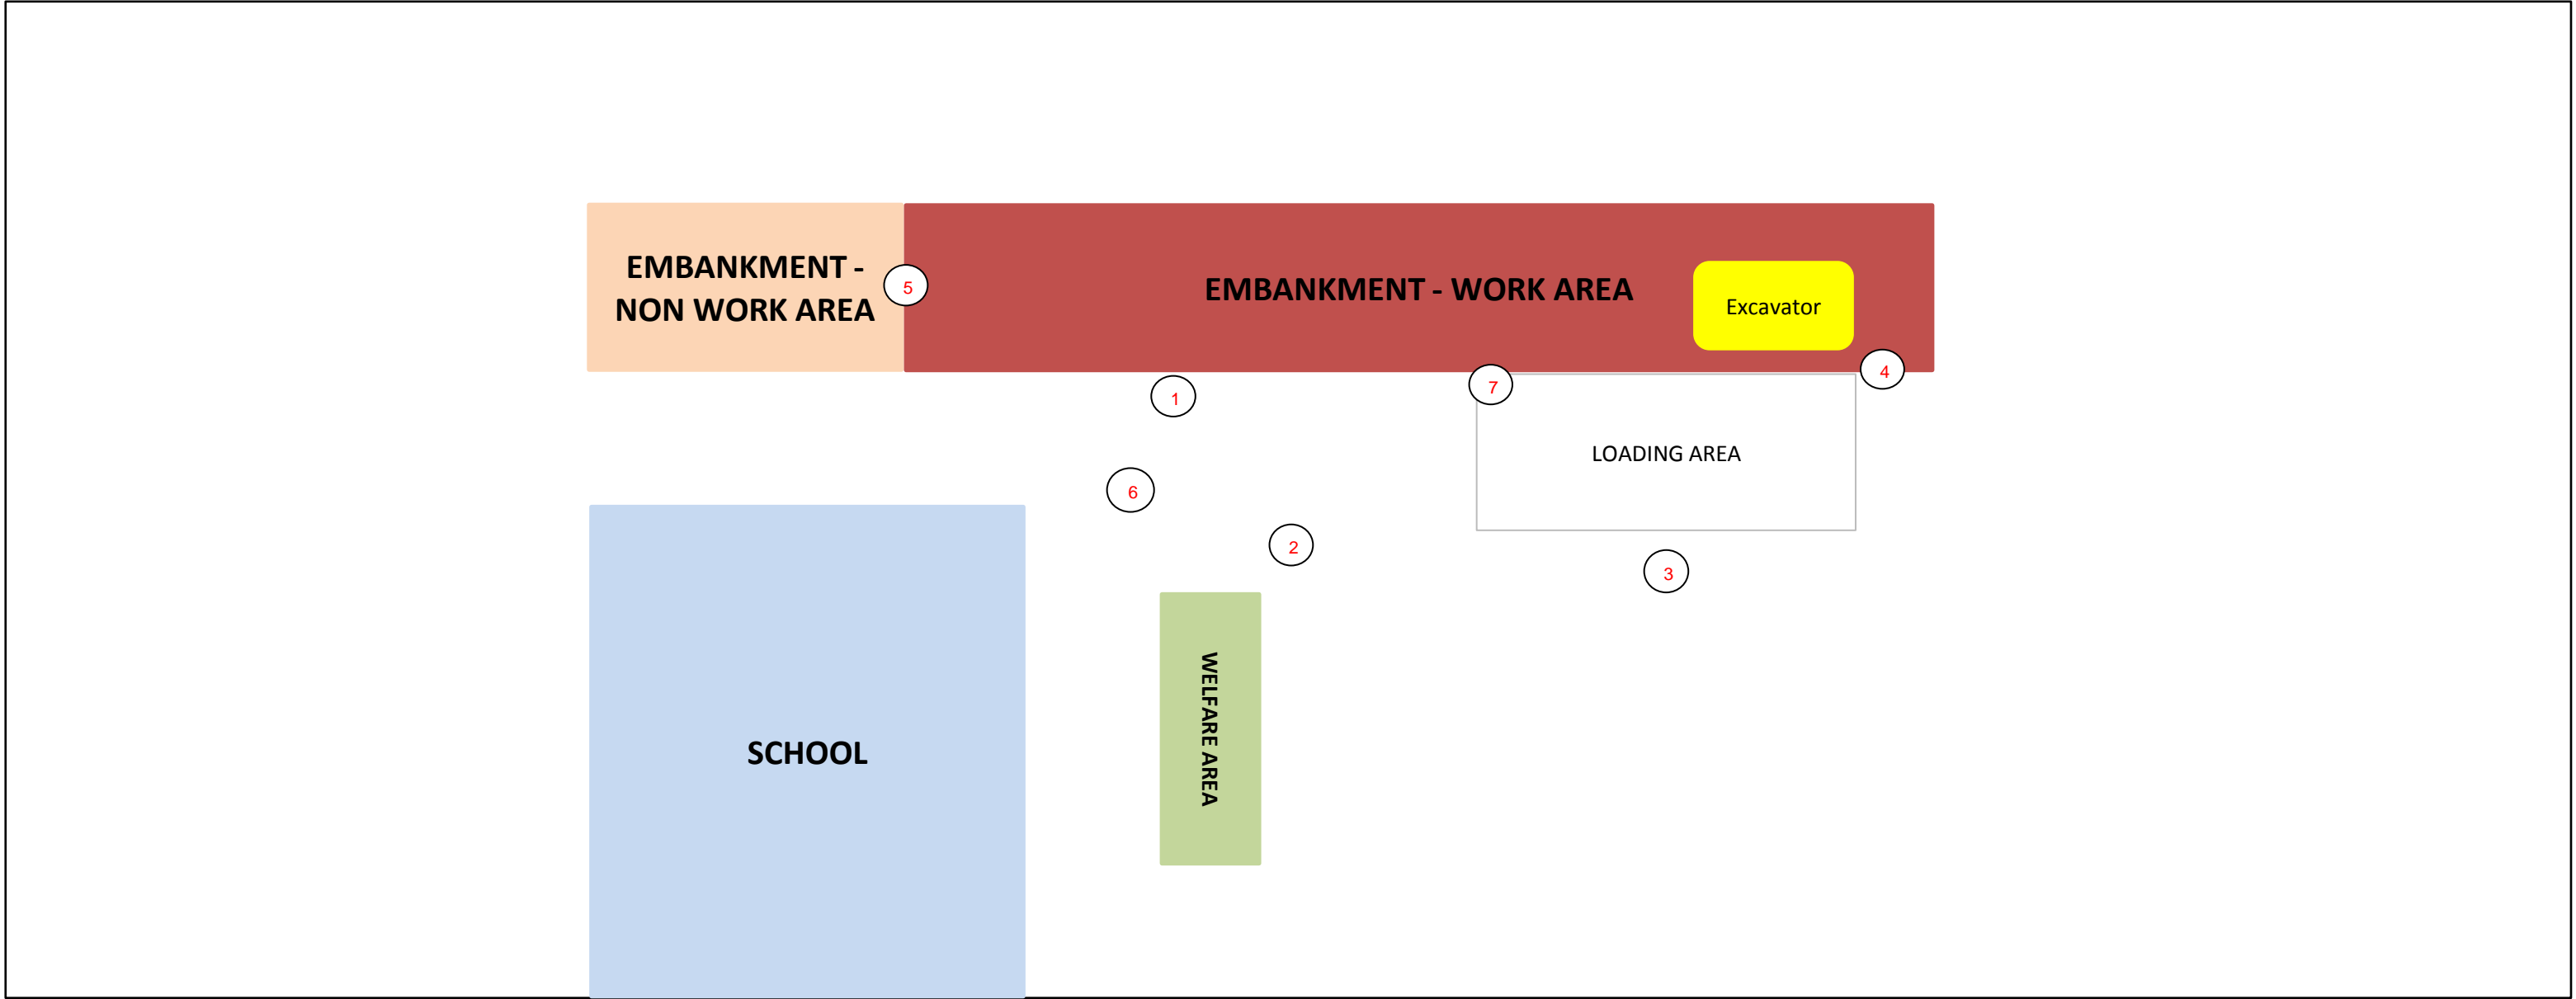 EMBANKMENT -
NON WORK AREA
5
EMBANKMENT - WORK AREA
Excavator
4
1
7
LOADING AREA
6
2
3
SCHOOL
WELFARE AREA